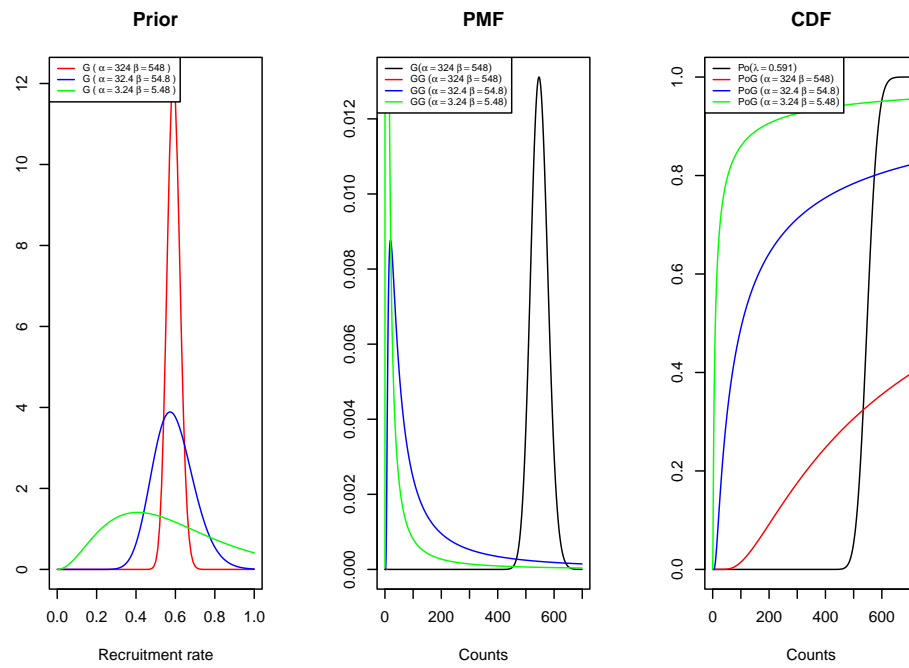 Prior
G ( α = 324 β = 548 )
G ( α = 32.4 β = 54.8 )
G ( α = 3.24 β = 5.48 )
12
10
8
6
4
2
0
0.0 0.2 0.4 0.6 0.8 1.0
Recruitment rate
PMF
G(α = 324 β = 548)
GG (α = 324 β = 548)
GG (α = 32.4 β = 54.8)
GG (α = 3.24 β = 5.48)
0.012
0.010
0.008
0.006
0.004
0.002
0.000
0 200 400 600
Counts
CDF
Po(λ = 0.591)
PoG (α = 324 β = 548)
PoG (α = 32.4 β = 54.8)
PoG (α = 3.24 β = 5.48)
1.0
0.8
0.6
0.4
0.2
0.0
0 200 400 600
Counts